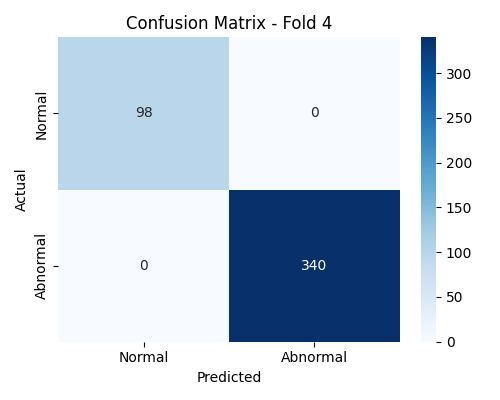 Confusion Matrix - Fold 4
Actual
Normal
98
0
Abnormal
0
340
Normal
Abnormal
Predicted
300
250
200
150
100
50
0